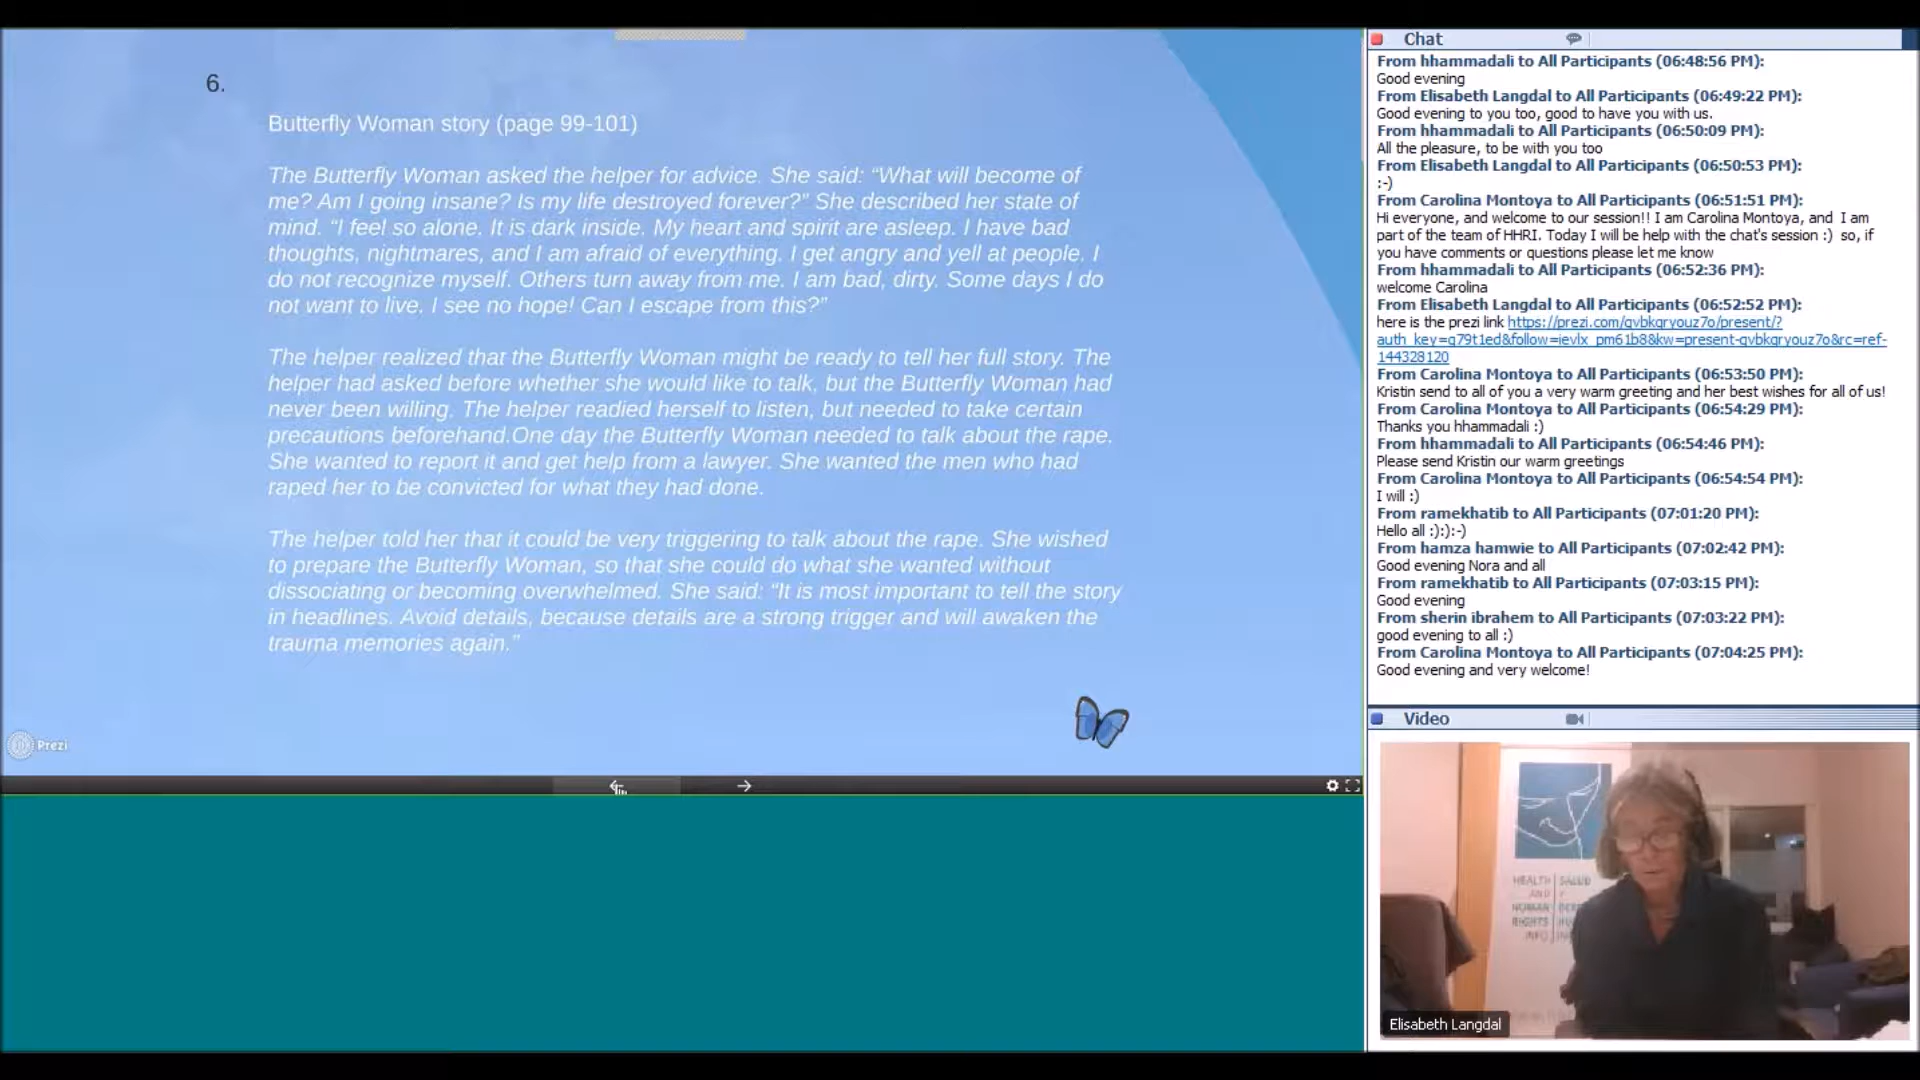 6.
Butterfly Woman story (page 99-101)
The Butterfly Woman asked the helper for advice. She said: “What will become of
me? Am I going insane? Is my life destroyed forever?” She described her state of
mind. “I feel so alone. It is dark inside. My heart and spirit are asleep. I have bad
thoughts, nightmares, and I am afraid of everything. I get angry and yell at people. I
do not recognize myself. Others turn away from me. I am bad, dirty. Some days I do
not want to live. I see no hope! Can I escape from this?”
The helper realized that the Butterfly Woman might be ready to tell her full story. The
helper had asked before whether she would like to talk, but the Butterfly Woman had
never been willing. The helper readied herself to listen, but needed to take certain
precautions beforehand.One day the Butterfly Woman needed to talk about the rape.
She wanted to report it and get help from a lawyer. She wanted the men who had
raped her to be convicted for what they had done.
The helper told her that it could be very triggering to talk about the rape. She wished
to prepare the Butterfly Woman, so that she could do what she wanted without
dissociating or becoming overwhelmed. She said: “It is most important to tell the story
in headlines. Avoid details, because details are a strong trigger and will awaken the
trauma memories again.”
Prezi
Chat
From hhammadali to All Participants (06:48:56 PM):
Good evening
From Elisabeth Langdal to All Participants (06:49:22 PM):
Good evening to you too, good to have you with us.
From hhammadali to All Participants (06:50:09 PM):
All the pleasure, to be with you too
From Elisabeth Langdal to All Participants (06:50:53 PM):
:-)
From Carolina Montoya to All Participants (06:51:51 PM):
Hi everyone, and welcome to our session!! I am Carolina Montoya, and  I am
part of the team of HHRI. Today I will be help with the chat's session :)  so, if
you have comments or questions please let me know
From hhammadali to All Participants (06:52:36 PM):
welcome Carolina
From Elisabeth Langdal to All Participants (06:52:52 PM):
here is the prezi link https://prezi.com/qvbkqryouz7o/present/?
auth_key=q79t1ed&follow=ievlx_pm61b8&kw=present-qvbkqryouz7o&rc=ref-
144328120
From Carolina Montoya to All Participants (06:53:50 PM):
Kristin send to all of you a very warm greeting and her best wishes for all of us!
From Carolina Montoya to All Participants (06:54:29 PM):
Thanks you hhammadali :)
From hhammadali to All Participants (06:54:46 PM):
Please send Kristin our warm greetings
From Carolina Montoya to All Participants (06:54:54 PM):
I will :)
From ramekhatib to All Participants (07:01:20 PM):
Hello all :):):-)
From hamza hamwie to All Participants (07:02:42 PM):
Good evening Nora and all
From ramekhatib to All Participants (07:03:15 PM):
Good evening
From sherin ibrahem to All Participants (07:03:22 PM):
good evening to all :)
From Carolina Montoya to All Participants (07:04:25 PM):
Good evening and very welcome!
Video
HEALTH SALUD
AND Y
HUMAN
RIGHTS
INFO
Elisabeth Langdal